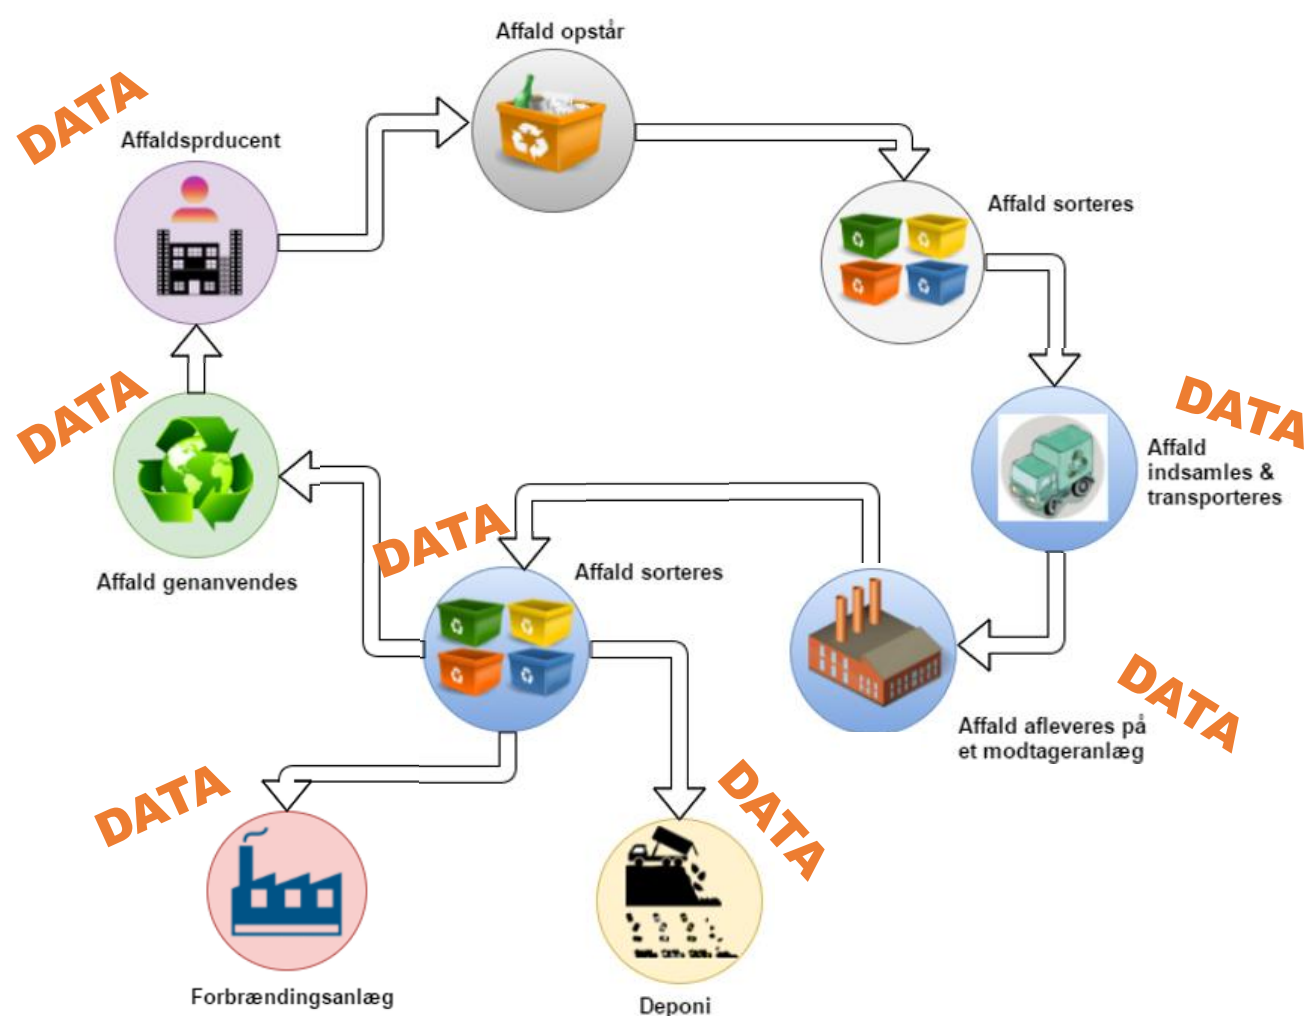 Affald opstår
DATA
Affaldsprducent
Affald sorteres
DATA
DATA
Affald
indsamles &
transporteres
DATA
Affald sorteres
Affald genanvendes
DATA
Affald afleveres på
et modtageranlæg
DATA
DATA
Forbrændingsanlæg
Deponi